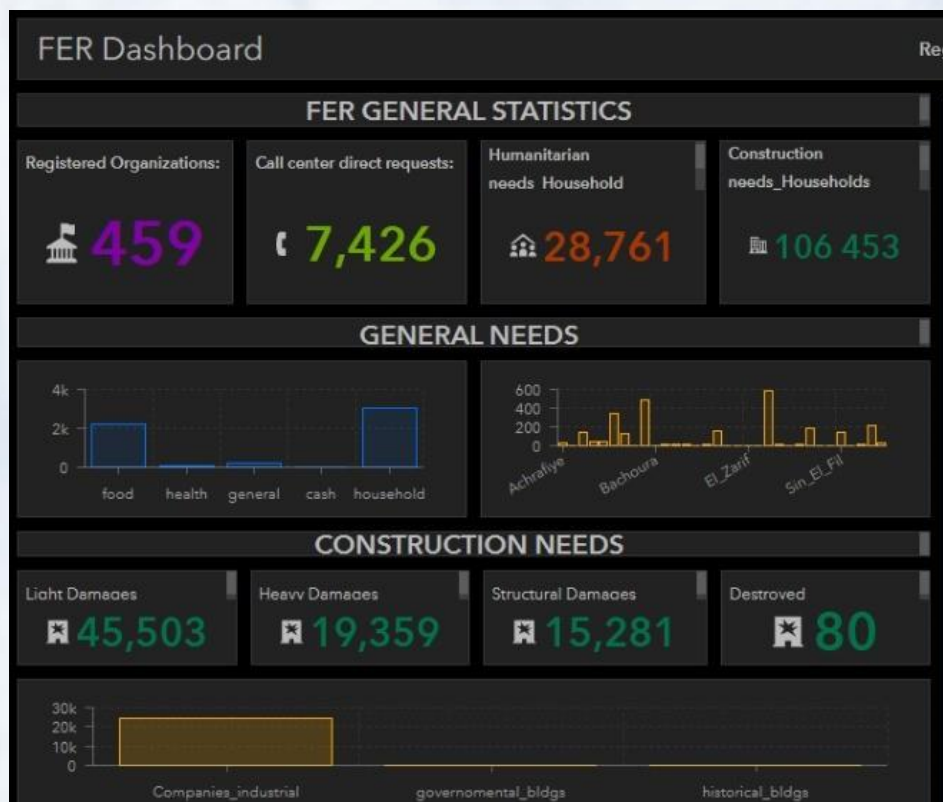 FER Dashboard
Reg
FER GENERAL STATISTICS
Registered Organizations:
459
Call center direct requests:
7,426
Humanitarian
needs Household
28,761
Construction
needs_Households
106 453
GENERAL NEEDS
4k
2k
0
food health general cash household
600
400
200
0
Achrafiye Bachoura El_Zarif Sin_El_Fil
CONSTRUCTION NEEDS
Light Damages
45,503
Heavy Damages
19,359
Structural Damages
15,281
Destroyed
80
30k
20k
10k
0
Companies_industrial governomental_bldgs historical_bldgs